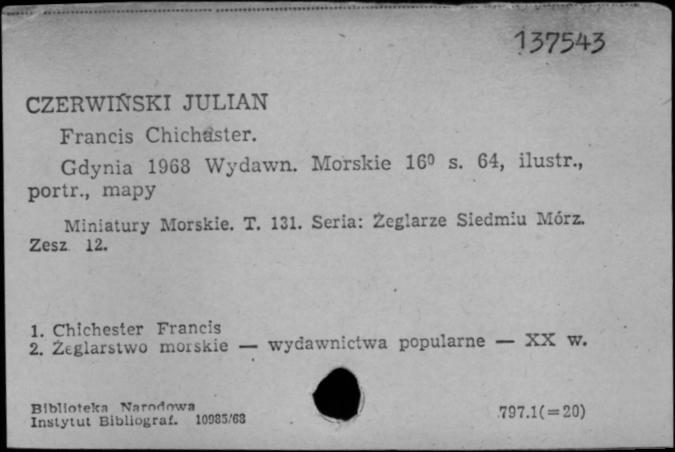 137543
CZERWIŃSKI JULIAN
Francis Chichester.
Gdynia 1968 Wydawn. Morskie 16⁰ s. 64, ilustr.,
portr., mapy
Miniatury Morskie. T. 131. Seria: Żeglarze Siedmiu Mórz.
Zesz. 12.
1. Chichester Francis
2. Żeglarstwo morskie — wydawnictwa popularne — XX w.
Biblioteka Narodowa
Instytut Bibliograf. 10985/68
797.1(=20)